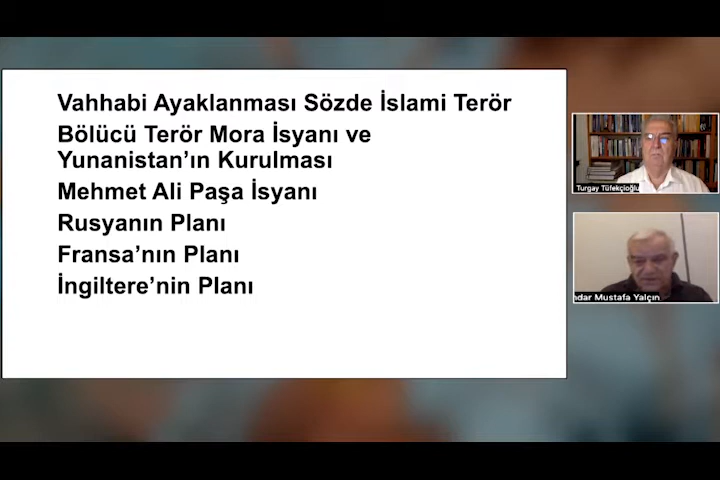 Vahhabi Ayaklanması Sözde İslami Terör
Bölücü Terör Mora İsyanı ve
Yunanistan’ın Kurulması
Mehmet Ali Paşa İsyanı
Rusyanın Planı
Fransa’nın Planı
İngiltere’nin Planı
Turgay Tüfekçioğlu
ndar Mustafa Yalçın